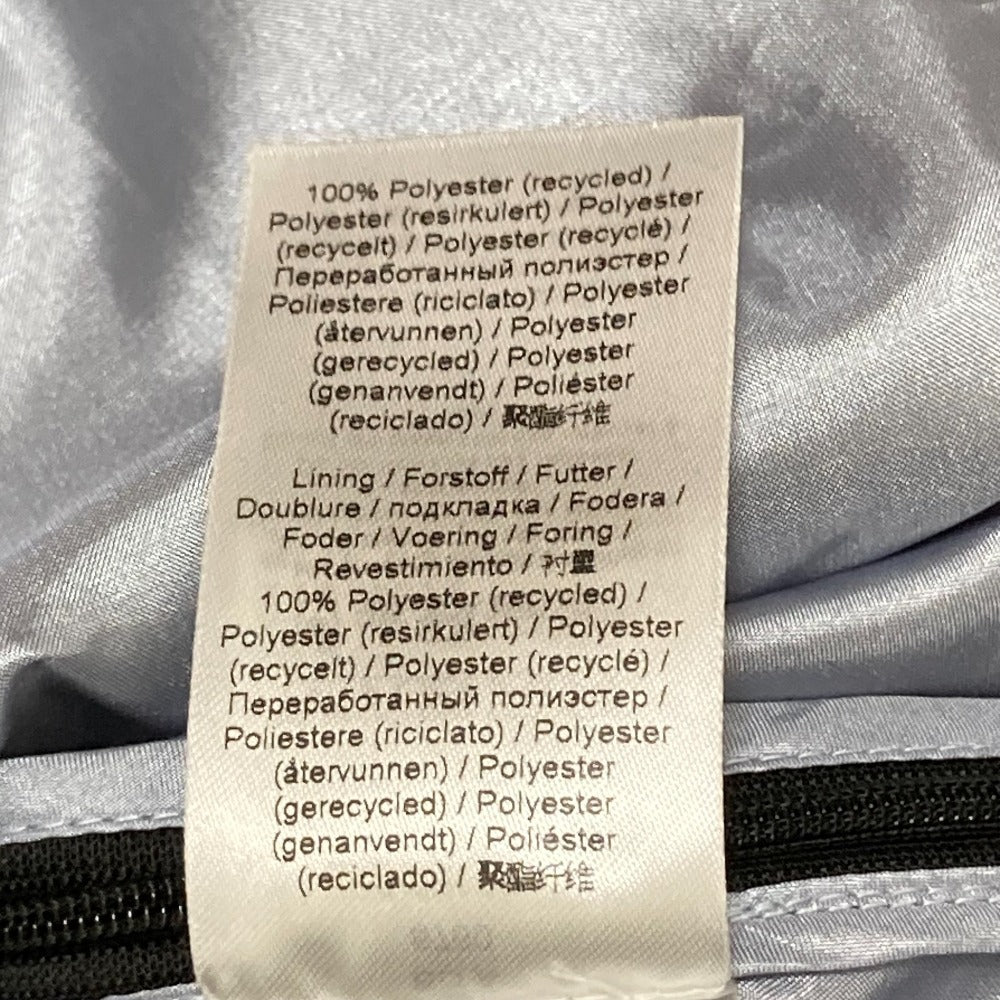 100% Polyester (recycled) /
Polyester (resirkulert) / Polyester
(recycelt) / Polyester (recyclé) /
Переработанный полиэстер /
Poliestere (riciclato) / Polyester
(återvunnen) / Polyester
(gerecycled) / Polyester
(genanvendt) / Poliéster
(reciclado) / 聚酯纤维
Lining / Forstoff / Futter /
Doublure / подкладка / Fodera /
Foder / Voering / Foring /
Revestimiento /
100% Polyester (recycled) /
Polyester (resirkulert) / Polyester
(recycelt) / Polyester (recyclé) /
Переработанный полиэстер /
Poliestere (riciclato) / Polyester
(återvunnen) / Polyester
(gerecycled) / Polyester
(genanvendt) / Poliéster
(reciclado) / 聚酯纤维